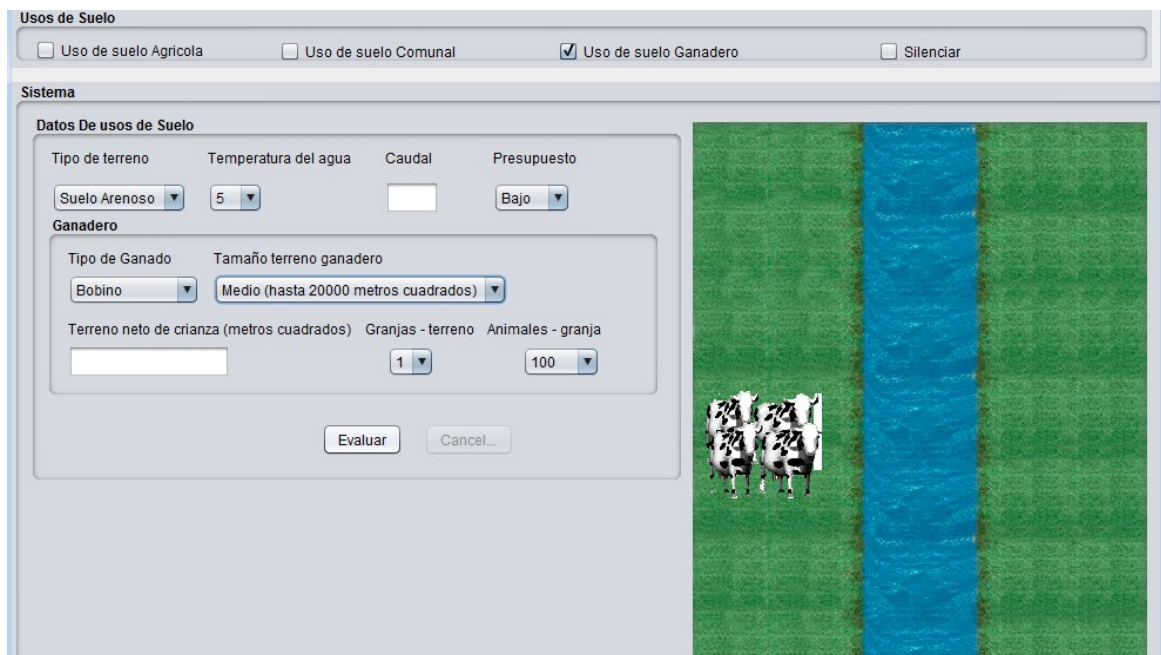 Usos de Suelo
Uso de suelo Agricola Uso de suelo Comunal Uso de suelo Ganadero Silenciar
Sistema
Datos De usos de Suelo
Tipo de terreno Temperatura del agua Caudal Presupuesto
Suelo Arenoso 5 Bajo
Ganadero
Tipo de Ganado Tamaño terreno ganadero
Bobino Medio (hasta 20000 metros cuadrados)
Terreno neto de crianza (metros cuadrados) Granjas - terreno Animales - granja
1 100
Evaluar Cancel...